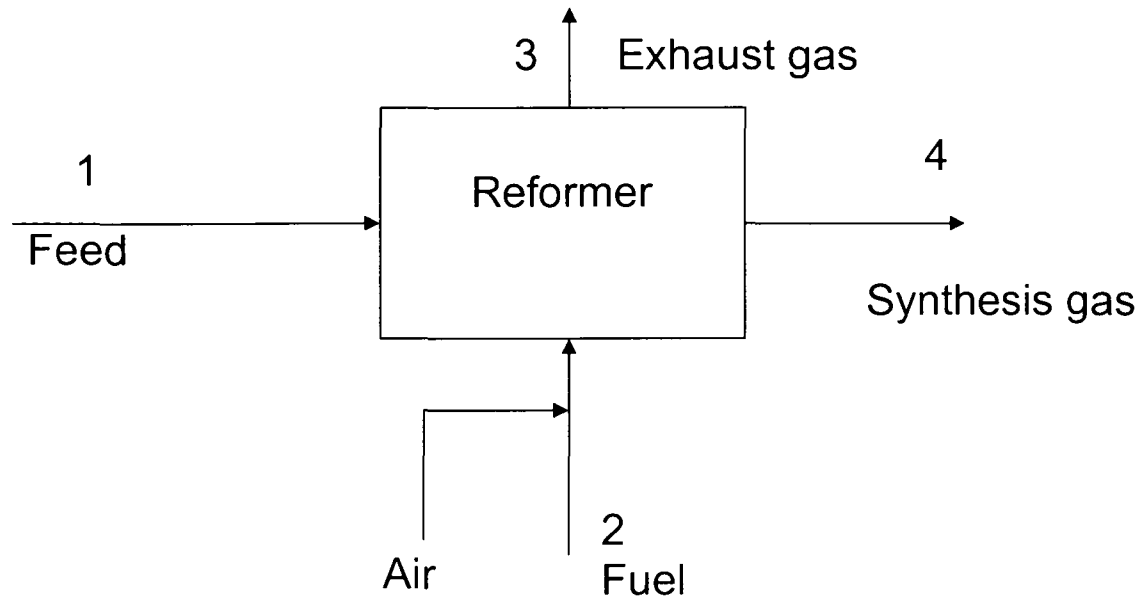 3 Exhaust gas
1
4
Reformer
Feed
Synthesis gas
2
Air
Fuel